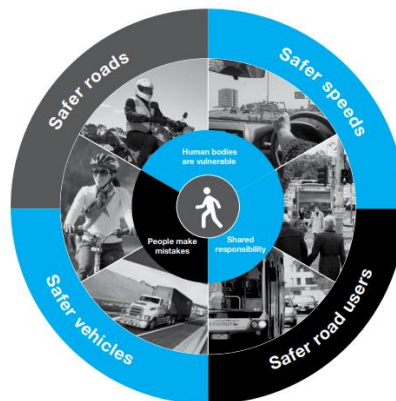 Safer roads
Safer speeds
Human bodies
are vulnerable
People make
mistakes
Shared
responsibility
Safer vehicles
Safer road users